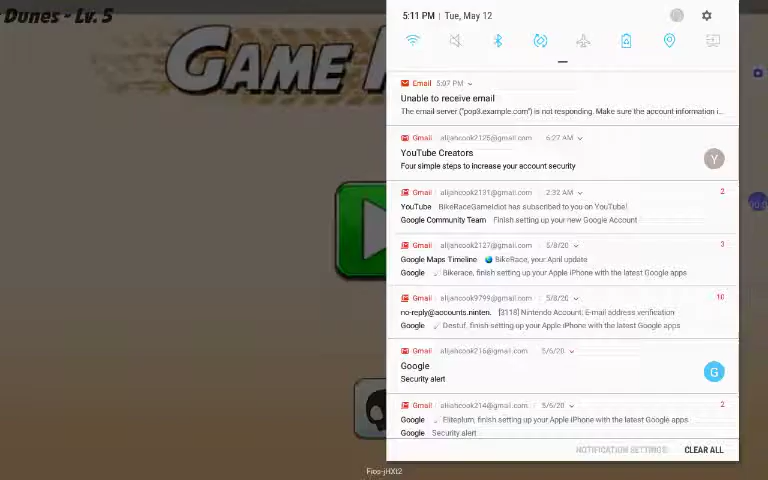 Dunes - Lv. 5
GAME
5:11 PM | Tue, May 12
Email 5:07 PM
Unable to receive email
The email server ("pop3.example.com") is not responding. Make sure the account information i...
Gmail alijahcook2125@gmail.com 6:27 AM
YouTube Creators
Four simple steps to increase your account security
Y
Gmail alijahcook2131@gmail.com 2:32 AM 2
YouTube BikeRaceGameIdiot has subscribed to you on YouTube!
Google Community Team Finish setting up your new Google Account
Gmail alijahcook2127@gmail.com 5/8/20 3
Google Maps Timeline BikeRace, your April update
Google Bikerace, finish setting up your Apple iPhone with the latest Google apps
Gmail alijahcook9799@gmail.com 5/8/20 10
no-reply@accounts.ninten. [3118] Nintendo Account: E-mail address verification
Google Destuf, finish setting up your Apple iPhone with the latest Google apps
Gmail alijahcook216@gmail.com 5/6/20
Google
Security alert
G
Gmail alijahcook214@gmail.com 5/6/20 2
Google Eliteplum, finish setting up your Apple iPhone with the latest Google apps
Google Security alert
NOTIFICATION SETTINGS CLEAR ALL
Fios-jHXt2